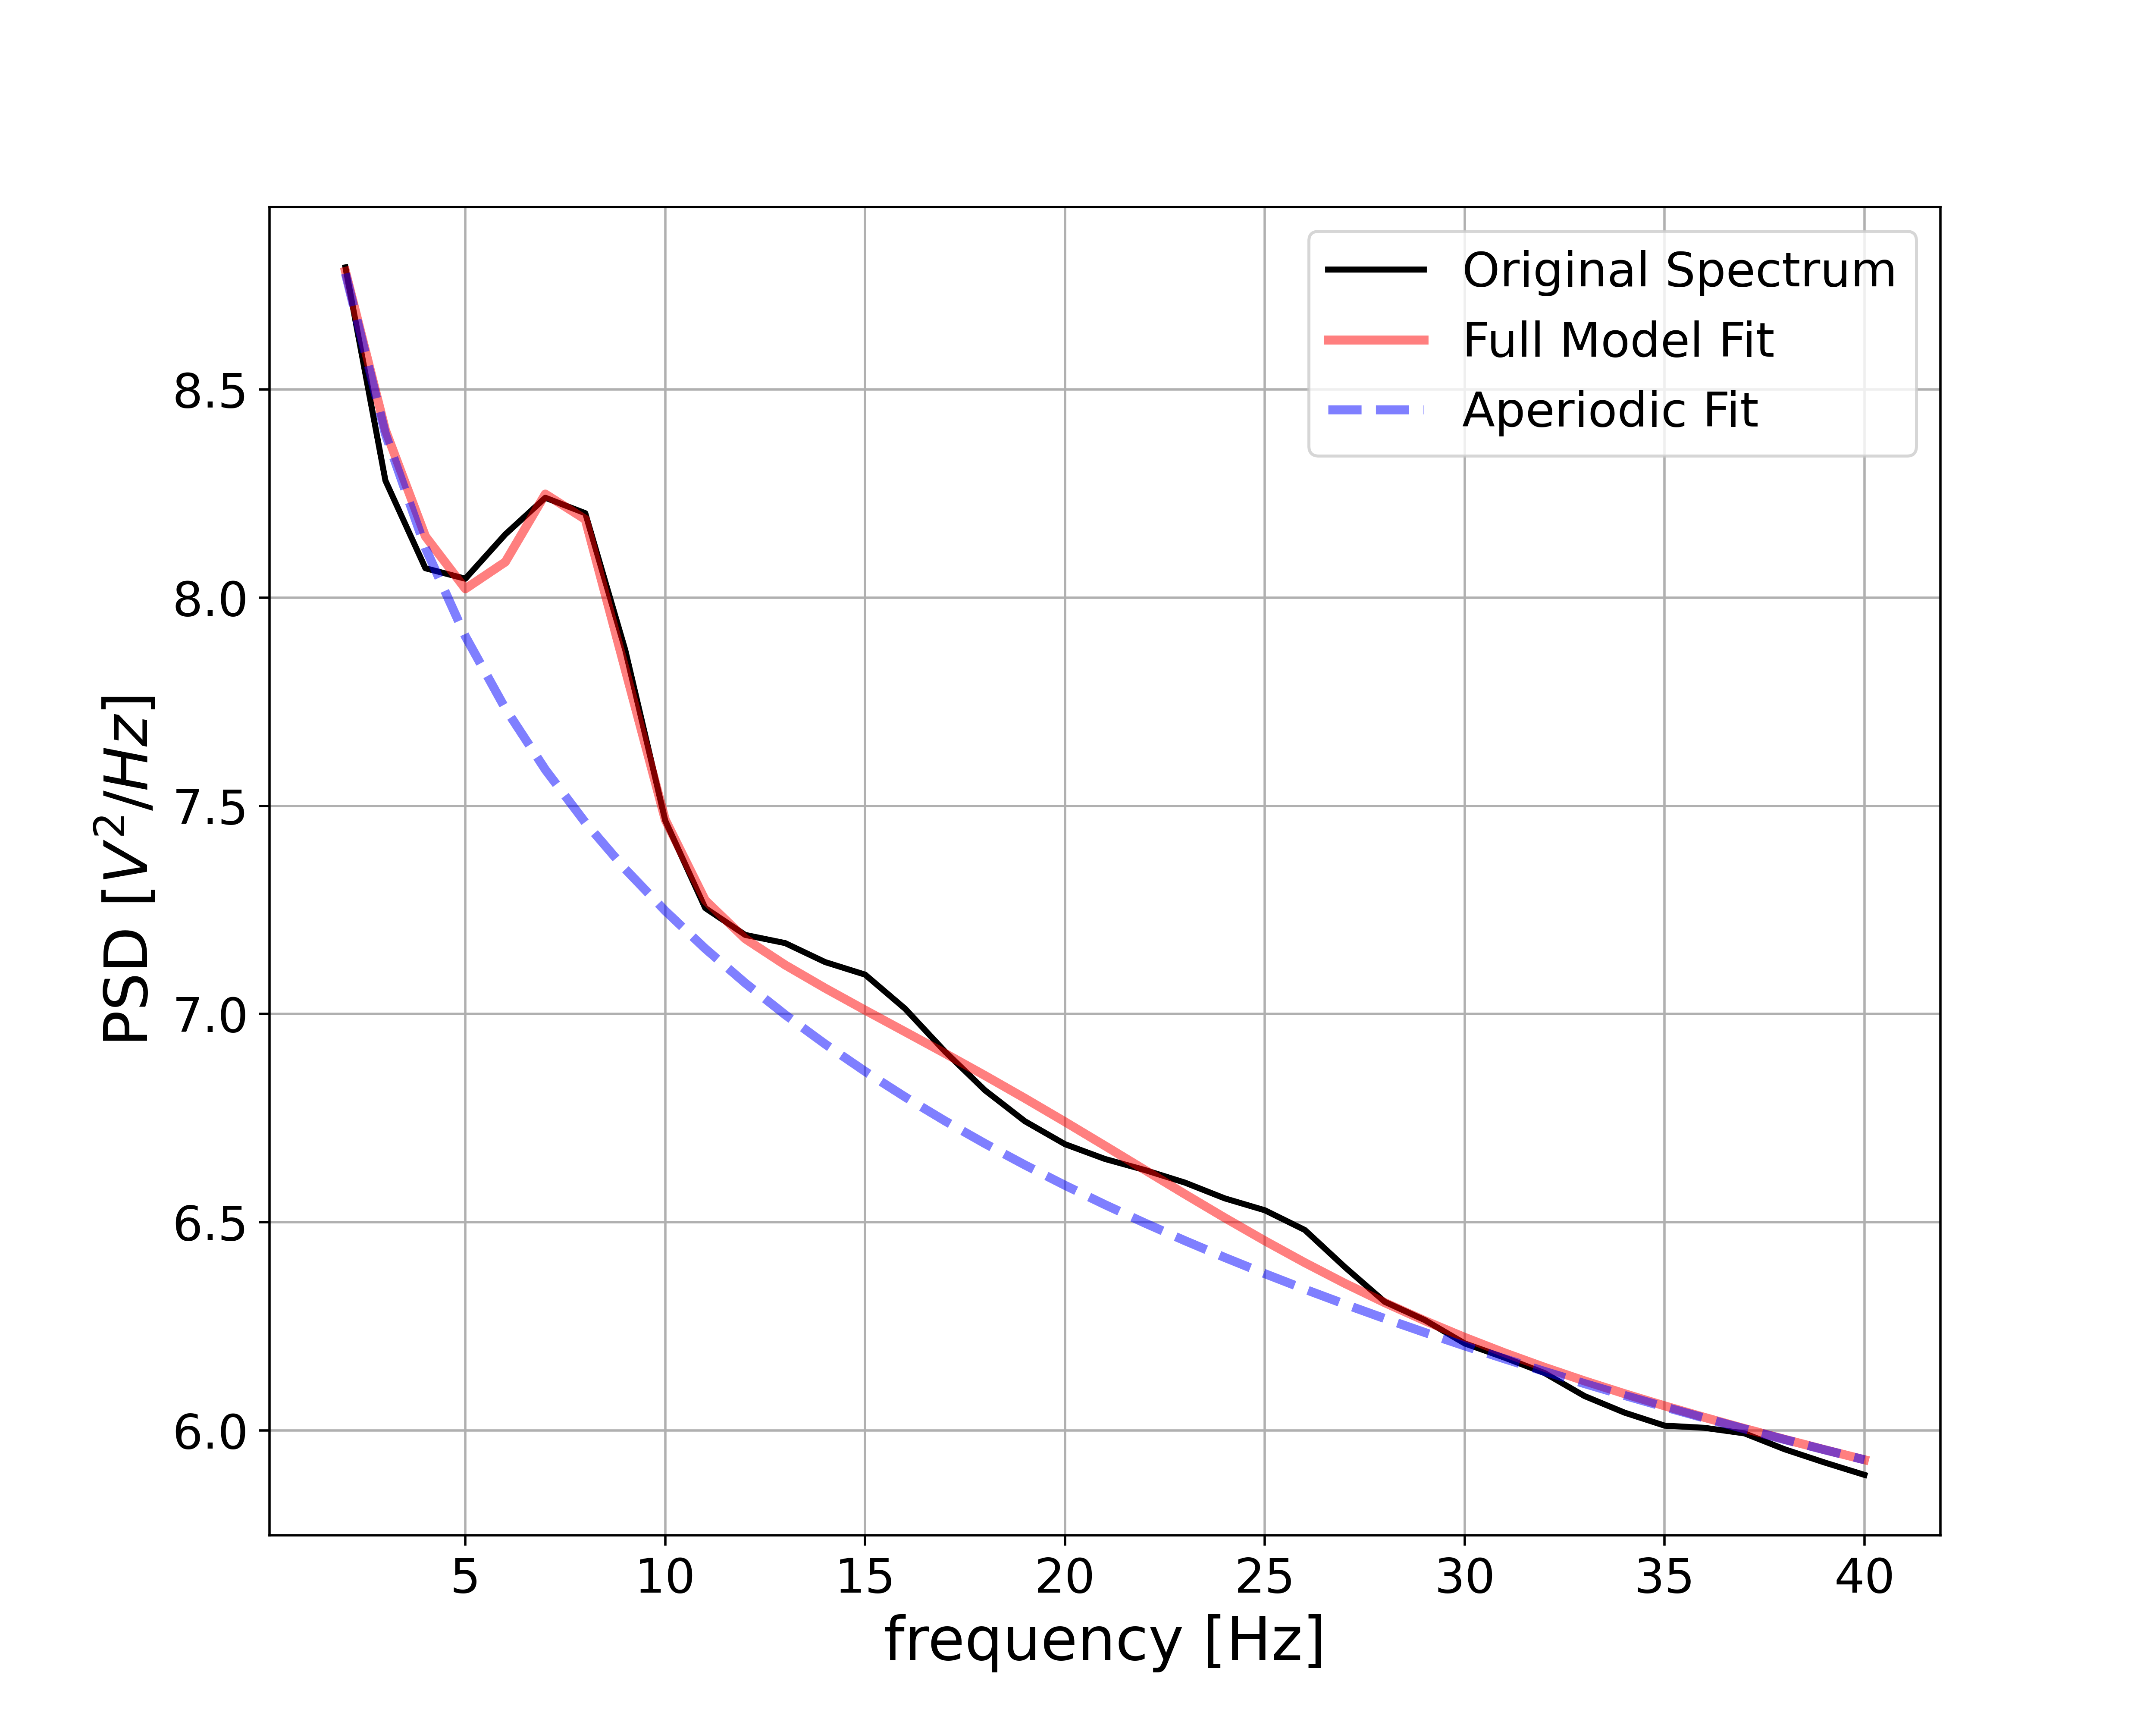 Original Spectrum
Full Model Fit
Aperiodic Fit
PSD [V²/Hz]
8.5
8.0
7.5
7.0
6.5
6.0
5 10 15 20 25 30 35 40
frequency [Hz]